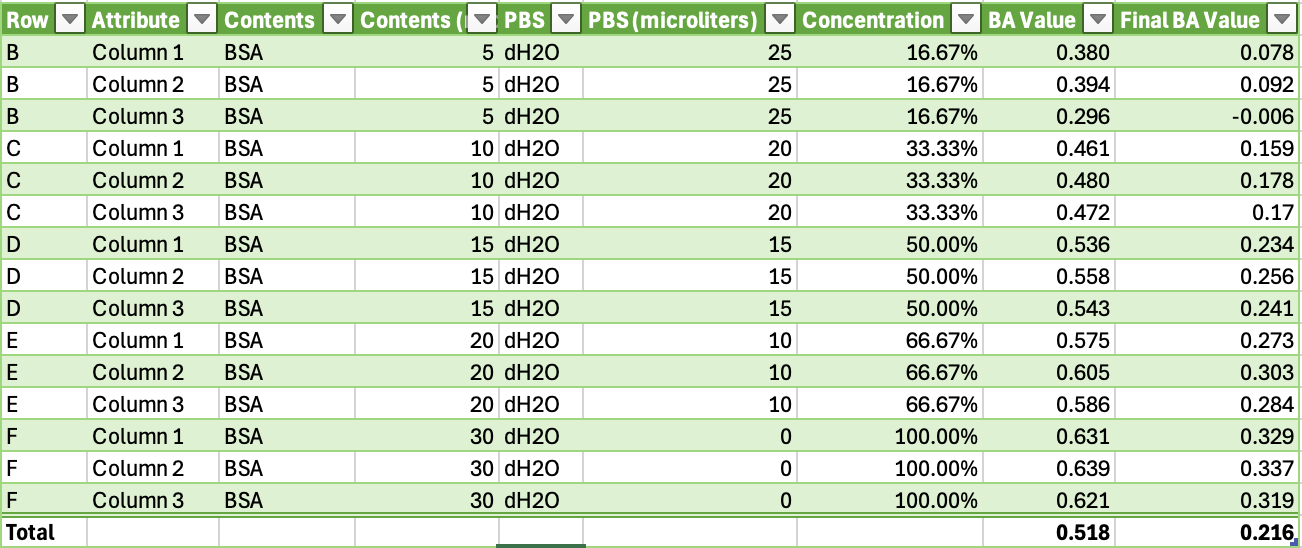 Row Attribute Contents Contents ( PBS PBS (microliters) Concentration BA Value Final BA Value
B Column 1 BSA 5 dH2O 25 16.67% 0.380 0.078
B Column 2 BSA 5 dH2O 25 16.67% 0.394 0.092
B Column 3 BSA 5 dH2O 25 16.67% 0.296 -0.006
C Column 1 BSA 10 dH2O 20 33.33% 0.461 0.159
C Column 2 BSA 10 dH2O 20 33.33% 0.480 0.178
C Column 3 BSA 10 dH2O 20 33.33% 0.472 0.17
D Column 1 BSA 15 dH2O 15 50.00% 0.536 0.234
D Column 2 BSA 15 dH2O 15 50.00% 0.558 0.256
D Column 3 BSA 15 dH2O 15 50.00% 0.543 0.241
E Column 1 BSA 20 dH2O 10 66.67% 0.575 0.273
E Column 2 BSA 20 dH2O 10 66.67% 0.605 0.303
E Column 3 BSA 20 dH2O 10 66.67% 0.586 0.284
F Column 1 BSA 30 dH2O 0 100.00% 0.631 0.329
F Column 2 BSA 30 dH2O 0 100.00% 0.639 0.337
F Column 3 BSA 30 dH2O 0 100.00% 0.621 0.319
Total 0.518 0.216